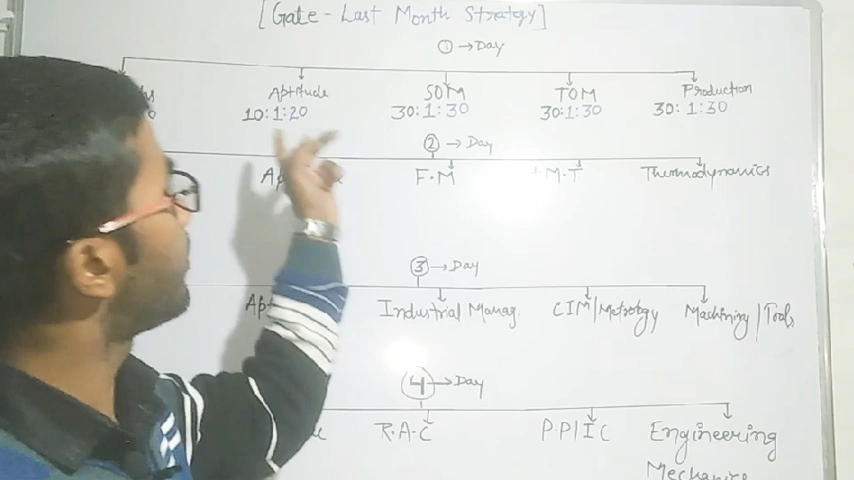 [Gate - Last Month Strategy]
① → Day
Aptitude SOM TOM Production
10:1:20 30:1:30 30:1:30 30:1:30
② → Day
F.M M.T Thermodynamics
③ → Day
Industrial Manag. CIM/Metrology Machining/Tools
④ → Day
R.A.C P.P/IC Engineering